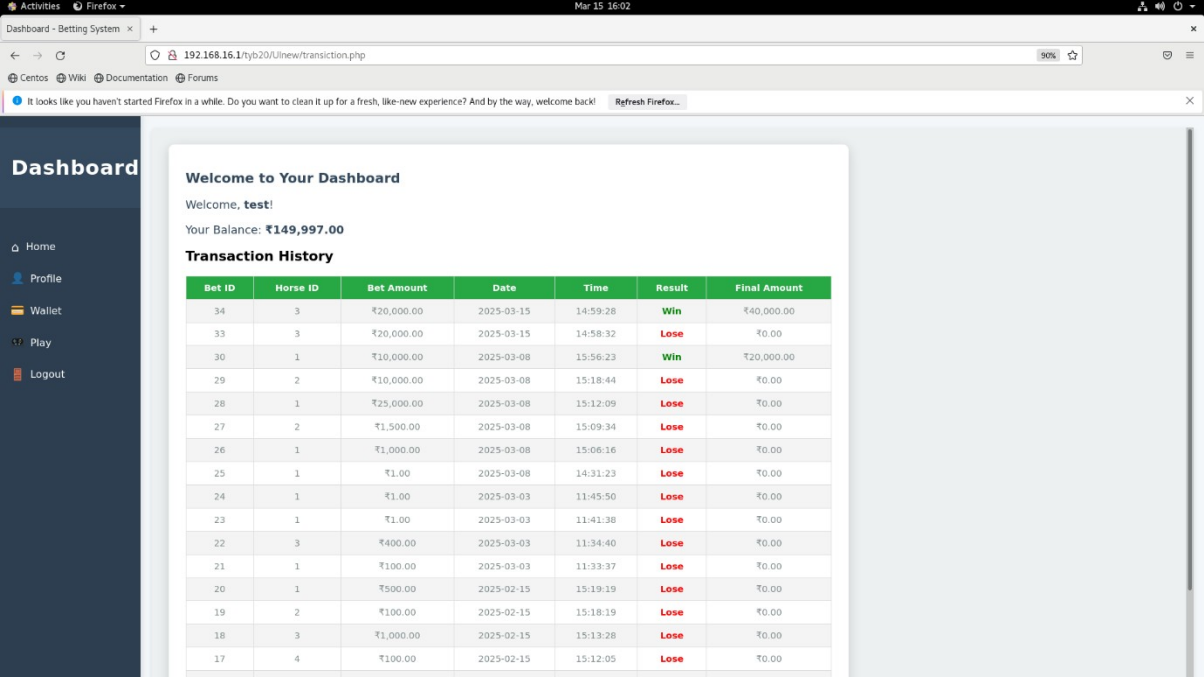 Activities Firefox Mar 15 16:02
Dashboard - Betting System × +
192.168.16.1/tyb20/UInew/transiction.php 90%
Centos Wiki Documentation Forums
It looks like you haven't started Firefox in a while. Do you want to clean it up for a fresh, like-new experience? And by the way, welcome back! Refresh Firefox...
Dashboard
Home
Profile
Wallet
Play
Logout
Welcome to Your Dashboard
Welcome, test!
Your Balance: ₹149,997.00
Transaction History
Bet ID Horse ID Bet Amount Date Time Result Final Amount
34 3 ₹20,000.00 2025-03-15 14:59:28 Win ₹40,000.00
33 3 ₹20,000.00 2025-03-15 14:58:32 Lose ₹0.00
30 1 ₹10,000.00 2025-03-08 15:56:23 Win ₹20,000.00
29 2 ₹10,000.00 2025-03-08 15:18:44 Lose ₹0.00
28 1 ₹25,000.00 2025-03-08 15:12:09 Lose ₹0.00
27 2 ₹1,500.00 2025-03-08 15:09:34 Lose ₹0.00
26 1 ₹1,000.00 2025-03-08 15:06:16 Lose ₹0.00
25 1 ₹1.00 2025-03-08 14:31:23 Lose ₹0.00
24 1 ₹1.00 2025-03-03 11:45:50 Lose ₹0.00
23 1 ₹1.00 2025-03-03 11:41:38 Lose ₹0.00
22 3 ₹400.00 2025-03-03 11:34:40 Lose ₹0.00
21 1 ₹100.00 2025-03-03 11:33:37 Lose ₹0.00
20 1 ₹500.00 2025-02-15 15:19:19 Lose ₹0.00
19 2 ₹100.00 2025-02-15 15:18:19 Lose ₹0.00
18 3 ₹1,000.00 2025-02-15 15:13:28 Lose ₹0.00
17 4 ₹100.00 2025-02-15 15:12:05 Lose ₹0.00